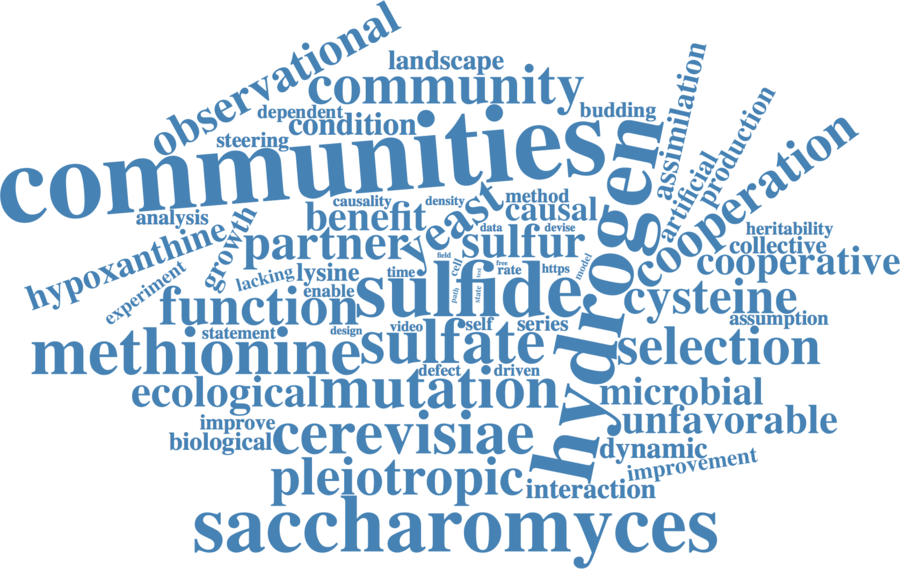 observational
landscape
community
dependent
condition
budding
steering
communities
assimilation
production
artificial
cooperation
hydrogen
causality
density
method
analysis
benefit
yeast
causal
growth
data
devise
heritability
hypoxanthine
partner
sulfur
collective
field
cooperative
experiment
lacking
lysine
time
cell
test
free
rate
https
model
enable
function
sulfide
path
state
cysteine
assumption
statement
design
video
self
series
methionine
sulfate
selection
defect
driven
ecological
mutation
microbial
improve
unfavorable
biological
cerevisiae
dynamic
improvement
pleiotropic
interaction
saccharomyces